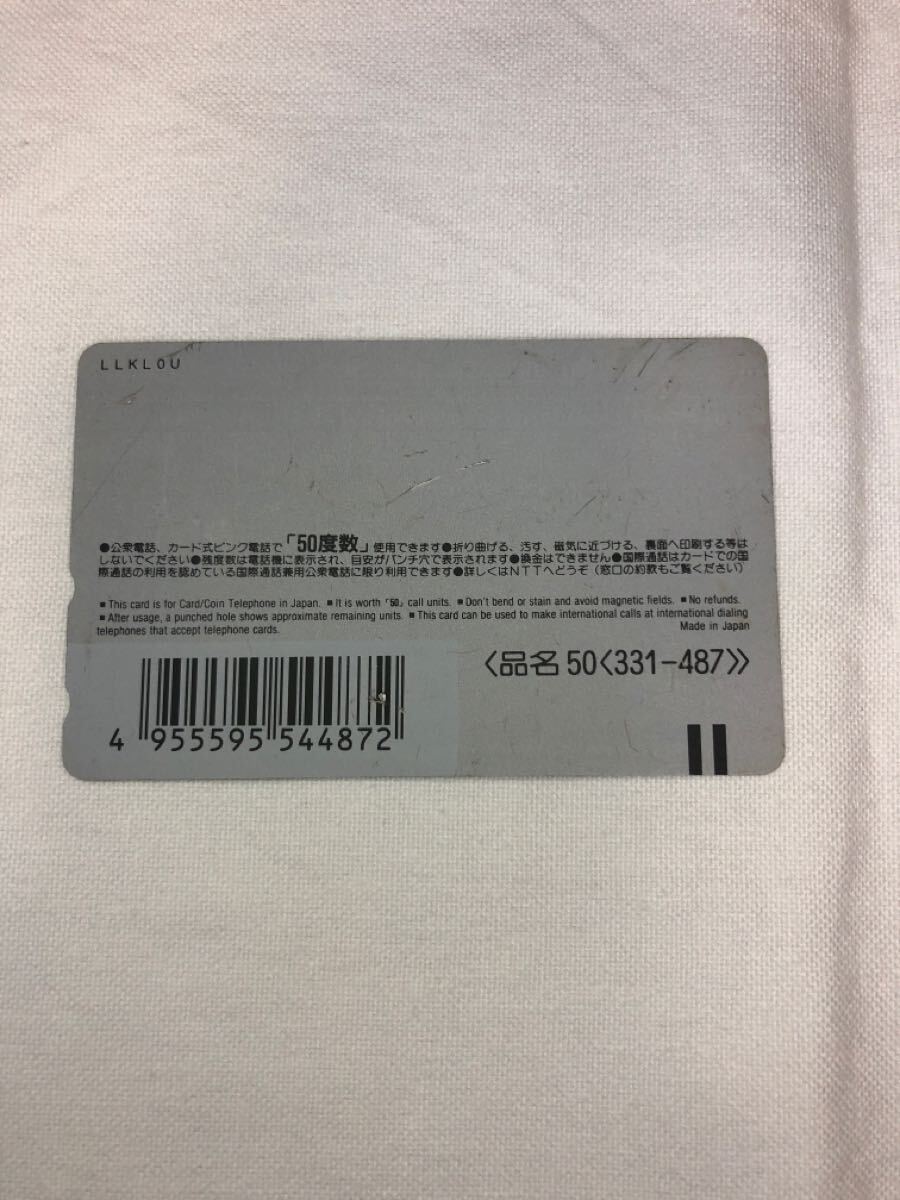 LLKL0U
●公衆電話、カード式ピンク電話で「50度数」使用できます●折り曲げる、汚す、磁気に近づける、裏面へ印刷する等は
しないでください●残度数は電話機に表示され、目安がパンチ穴で表示されます●換金はできません●国際通話はカードでの国
際通話の利用を認めている国際通話兼用公衆電話に限り利用できます●詳しくはNTTへどうぞ(窓口の約款もご覧ください)
■This card is for Card/Coin Telephone in Japan. ■It is worth「50」call units. ■Don't bend or stain and avoid magnetic fields. ■No refunds.
■After usage, a punched hole shows approximate remaining units. ■This card can be used to make international calls at international dialing
telephones that accept telephone cards. Made in Japan
〈品名 50〈331-487〉〉
4 955595 544872